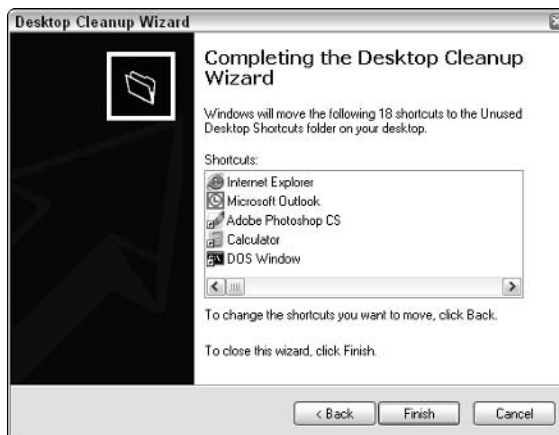 Desktop Cleanup Wizard
Completing the Desktop Cleanup
Wizard
Windows will move the following 18 shortcuts to the Unused
Desktop Shortcuts folder on your desktop.
Shortcuts:
Internet Explorer
Microsoft Outlook
Adobe Photoshop CS
Calculator
DOS Window
To change the shortcuts you want to move, click Back.
To close this wizard, click Finish.
< Back Finish Cancel